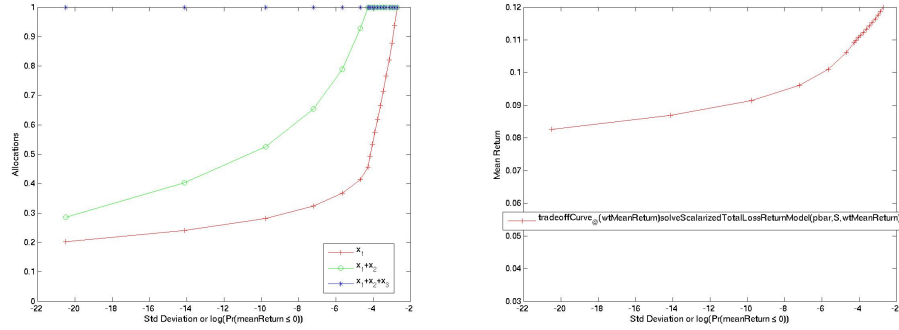 1
0.9
0.8
0.7
0.6
0.5
0.4
0.3
0.2
0.1
0
Allocations
-22 -20 -18 -16 -14 -12 -10 -8 -6 -4 -2
Std Deviation or log(Pr(meanReturn ≤ 0))
x1
x1+x2
x1+x2+x3
0.12
0.11
0.1
0.09
0.08
0.07
0.06
0.05
0.04
0.03
Mean Return
tradeoffCurve@(wtMeanReturn)solveScalarizedTotalLossReturnModel(pbar,S,wtMeanReturn)
-22 -20 -18 -16 -14 -12 -10 -8 -6 -4 -2
Std Deviation or log(Pr(meanReturn ≤ 0))